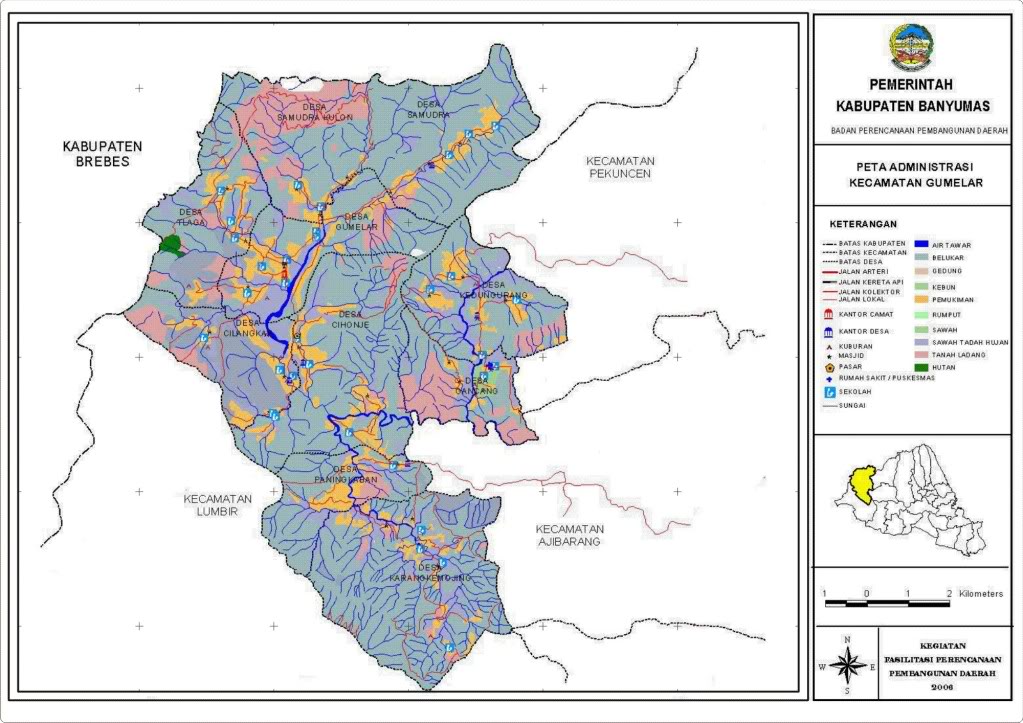 KABUPATEN
BREBES
DESA
SAMUDRA KULON
DESA
SAMUDRA
KECAMATAN
PEKUNCEN
DESA
TLAGA
DESA
GUMELAR
DESA
KEDUNGURANG
DESA
CILANGKAP
DESA
CIHONJE
DESA
GANCANG
DESA
PANINGKABAN
KECAMATAN
LUMBIR
KECAMATAN
AJIBARANG
DESA
KARANGKEMOJING
PEMERINTAH
KABUPATEN BANYUMAS
BADAN PERENCANAAN PEMBANGUNAN DAERAH
PETA ADMINISTRASI
KECAMATAN GUMELAR
KETERANGAN
BATAS KABUPATEN
BATAS KECAMATAN
BATAS DESA
JALAN ARTERI
JALAN KERETA API
JALAN KOLEKTOR
JALAN LOKAL
KANTOR CAMAT
KANTOR DESA
KUBURAN
MASJID
PASAR
RUMAH SAKIT / PUSKESMAS
SEKOLAH
SUNGAI
AIR TAWAR
BELUKAR
GEDUNG
KEBUN
PEMUKIMAN
RUMPUT
SAWAH
SAWAH TADAH HUJAN
TANAH LADANG
HUTAN
1 0 1 2 Kilometers
N
W E
S
KEGIATAN
FASILITASI PERENCANAAN
PEMBANGUNAN DAERAH
2006